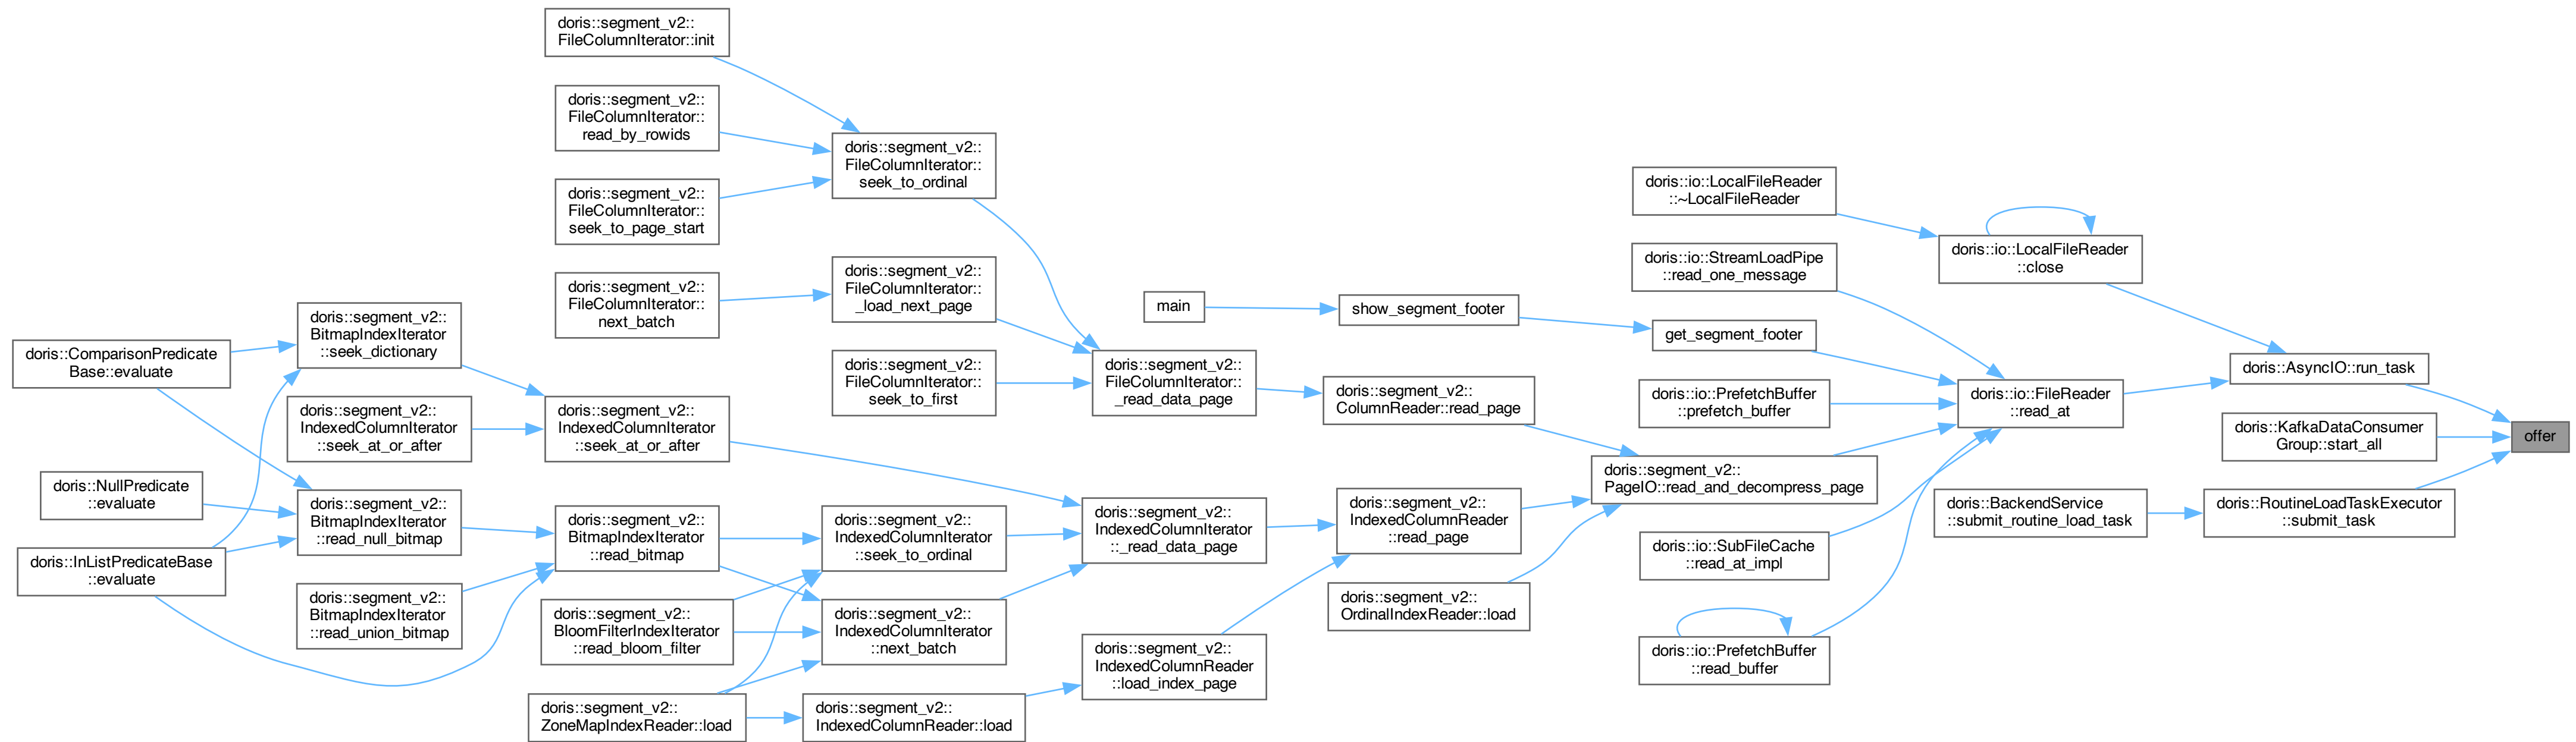 doris::segment_v2::
FileColumnIterator::init
doris::segment_v2::
FileColumnIterator::
read_by_rowids
doris::segment_v2::
FileColumnIterator::
seek_to_page_start
doris::segment_v2::
FileColumnIterator::
next_batch
doris::segment_v2::
FileColumnIterator::
seek_to_ordinal
doris::segment_v2::
FileColumnIterator::
_load_next_page
doris::segment_v2::
FileColumnIterator::
seek_to_first
doris::ComparisonPredicate
Base::evaluate
doris::NullPredicate
::evaluate
doris::InListPredicateBase
::evaluate
doris::segment_v2::
BitmapIndexIterator
::seek_dictionary
doris::segment_v2::
IndexedColumnIterator
::seek_at_or_after
doris::segment_v2::
BitmapIndexIterator
::read_null_bitmap
doris::segment_v2::
BitmapIndexIterator
::read_union_bitmap
doris::segment_v2::
IndexedColumnIterator
::seek_at_or_after
doris::segment_v2::
BitmapIndexIterator
::read_bitmap
doris::segment_v2::
BloomFilterIndexIterator
::read_bloom_filter
doris::segment_v2::
ZoneMapIndexReader::load
doris::segment_v2::
IndexedColumnIterator
::seek_to_ordinal
doris::segment_v2::
IndexedColumnIterator
::next_batch
doris::segment_v2::
IndexedColumnReader::load
main
doris::segment_v2::
FileColumnIterator::
_read_data_page
doris::segment_v2::
IndexedColumnIterator
::_read_data_page
doris::segment_v2::
IndexedColumnReader
::load_index_page
show_segment_footer
doris::segment_v2::
ColumnReader::read_page
doris::segment_v2::
IndexedColumnReader
::read_page
doris::segment_v2::
OrdinalIndexReader::load
doris::io::LocalFileReader
::~LocalFileReader
doris::io::StreamLoadPipe
::read_one_message
get_segment_footer
doris::io::PrefetchBuffer
::prefetch_buffer
doris::segment_v2::
PageIO::read_and_decompress_page
doris::io::SubFileCache
::read_at_impl
doris::io::PrefetchBuffer
::read_buffer
doris::io::LocalFileReader
::close
doris::io::FileReader
::read_at
doris::BackendService
::submit_routine_load_task
doris::AsyncIO::run_task
doris::KafkaDataConsumer
Group::start_all
doris::RoutineLoadTaskExecutor
::submit_task
offer